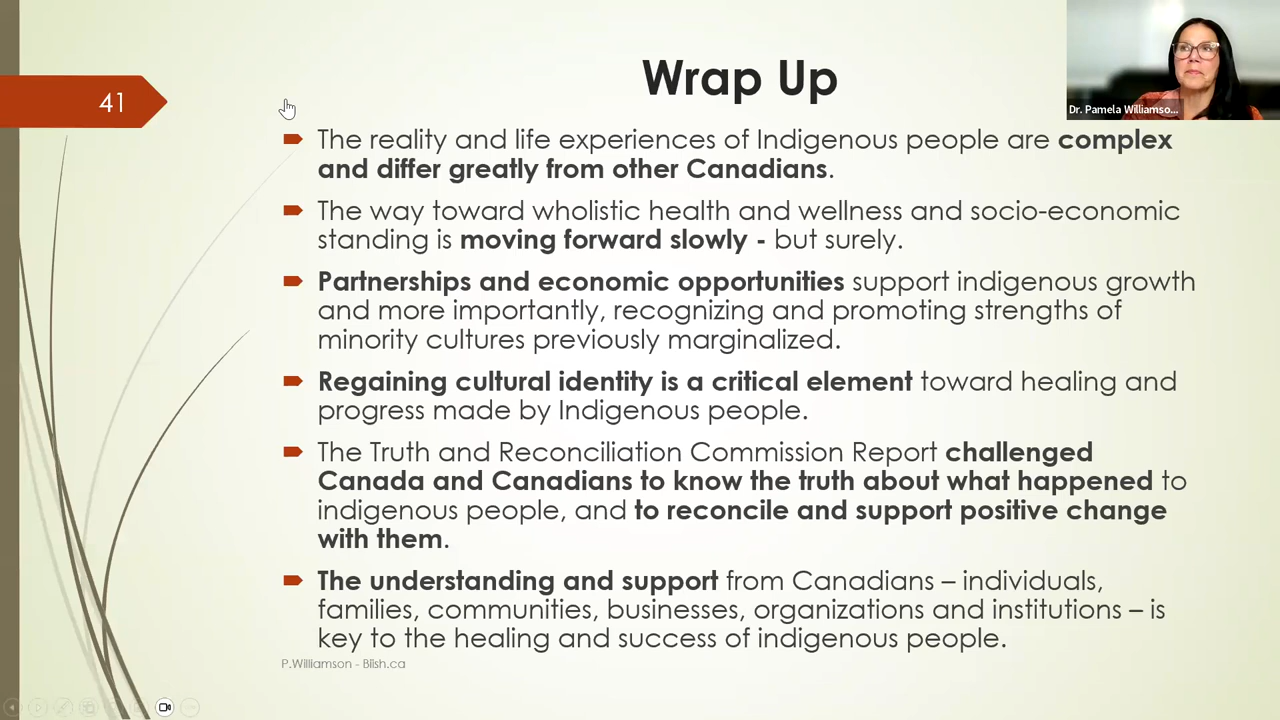 Wrap Up
Dr. Pamela Williamso...
41
The reality and life experiences of Indigenous people are complex
and differ greatly from other Canadians.
The way toward wholistic health and wellness and socio-economic
standing is moving forward slowly - but surely.
Partnerships and economic opportunities support indigenous growth
and more importantly, recognizing and promoting strengths of
minority cultures previously marginalized.
Regaining cultural identity is a critical element toward healing and
progress made by Indigenous people.
The Truth and Reconciliation Commission Report challenged
Canada and Canadians to know the truth about what happened to
indigenous people, and to reconcile and support positive change
with them.
The understanding and support from Canadians – individuals,
families, communities, businesses, organizations and institutions – is
key to the healing and success of indigenous people.
P.Williamson - Biish.ca